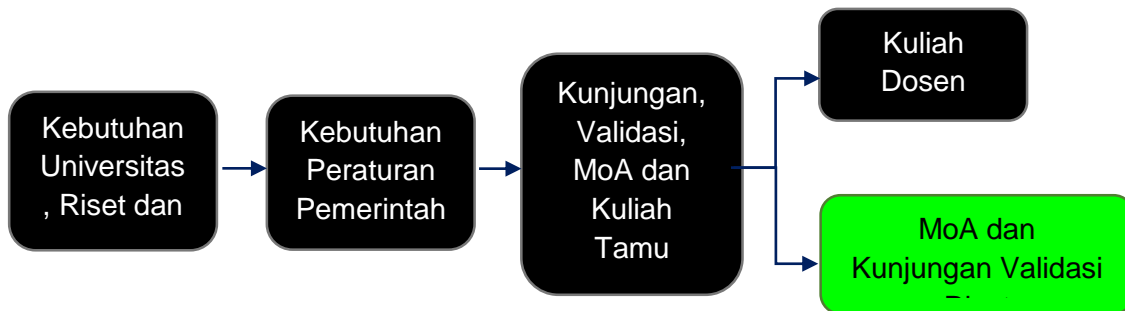 Kebutuhan
Universitas
, Riset dan
Kebutuhan
Peraturan
Pemerintah
Kunjungan,
Validasi,
MoA dan
Kuliah
Tamu
Kuliah
Dosen
MoA dan
Kunjungan Validasi